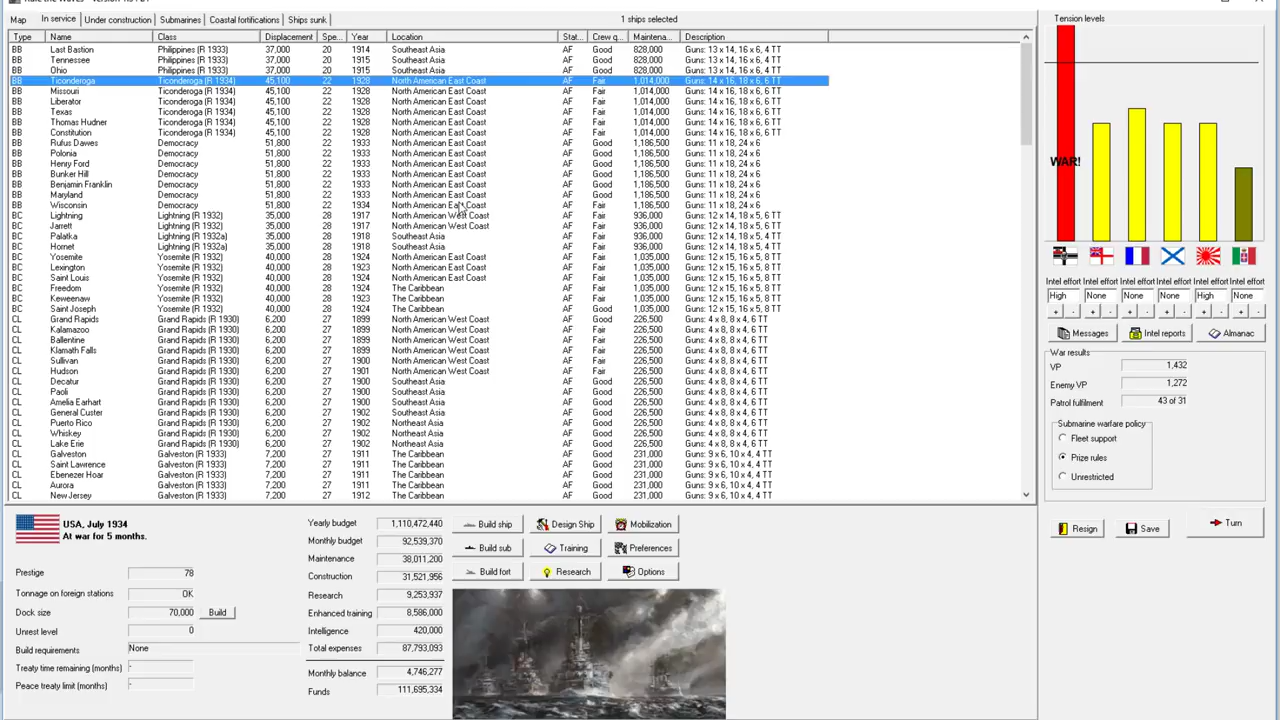 Map In service Under construction Submarines Coastal fortifications Ships sunk 1 ships selected Tension levels
Type Name Class Displacement Spe... Year Location Stat... Crew q... Maintena... Description
BB Last Bastion Philippines (R 1933) 37,000 20 1914 Southeast Asia AF Good 828,000 Guns: 13 x 14, 16 x 6, 4 TT
BB Tennessee Philippines (R 1933) 37,000 20 1915 Southeast Asia AF Good 828,000 Guns: 13 x 14, 16 x 6, 4 TT
BB Ohio Philippines (R 1933) 37,000 20 1915 Southeast Asia AF Good 828,000 Guns: 13 x 14, 16 x 6, 4 TT
BB Ticonderoga Ticonderoga (R 1934) 45,100 22 1928 North American East Coast AF Fair 1,014,000 Guns: 14 x 16, 18 x 6, 6 TT
BB Missouri Ticonderoga (R 1934) 45,100 22 1928 North American East Coast AF Fair 1,014,000 Guns: 14 x 16, 18 x 6, 6 TT
BB Liberator Ticonderoga (R 1934) 45,100 22 1928 North American East Coast AF Fair 1,014,000 Guns: 14 x 16, 18 x 6, 6 TT
BB Texas Ticonderoga (R 1934) 45,100 22 1928 North American East Coast AF Fair 1,014,000 Guns: 14 x 16, 18 x 6, 6 TT
BB Thomas Hudner Ticonderoga (R 1934) 45,100 22 1928 North American East Coast AF Fair 1,014,000 Guns: 14 x 16, 18 x 6, 6 TT
BB Constitution Ticonderoga (R 1934) 45,100 22 1928 North American East Coast AF Fair 1,014,000 Guns: 14 x 16, 18 x 6, 6 TT
BB Rufus Dawes Democracy 51,800 22 1933 North American East Coast AF Good 1,186,500 Guns: 11 x 18, 24 x 6
BB Polonia Democracy 51,800 22 1933 North American East Coast AF Good 1,186,500 Guns: 11 x 18, 24 x 6
BB Henry Ford Democracy 51,800 22 1933 North American East Coast AF Good 1,186,500 Guns: 11 x 18, 24 x 6
BB Bunker Hill Democracy 51,800 22 1933 North American East Coast AF Good 1,186,500 Guns: 11 x 18, 24 x 6
BB Benjamin Franklin Democracy 51,800 22 1933 North American East Coast AF Good 1,186,500 Guns: 11 x 18, 24 x 6
BB Maryland Democracy 51,800 22 1933 North American East Coast AF Good 1,186,500 Guns: 11 x 18, 24 x 6
BB Wisconsin Democracy 51,800 22 1934 North American East Coast AF Fair 1,186,500 Guns: 11 x 18, 24 x 6
BC Lightning Lightning (R 1932) 35,000 28 1917 North American West Coast AF Fair 936,000 Guns: 12 x 14, 18 x 5, 6 TT
BC Jarrett Lightning (R 1932) 35,000 28 1917 North American West Coast AF Fair 936,000 Guns: 12 x 14, 18 x 5, 6 TT
BC Palatka Lightning (R 1932a) 35,000 28 1918 Southeast Asia AF Fair 936,000 Guns: 12 x 14, 18 x 5, 4 TT
BC Hornet Lightning (R 1932a) 35,000 28 1918 Southeast Asia AF Fair 936,000 Guns: 12 x 14, 18 x 5, 4 TT
BC Yosemite Yosemite (R 1932) 40,000 28 1923 North American East Coast AF Fair 1,035,000 Guns: 12 x 15, 16 x 5, 8 TT
BC Lexington Yosemite (R 1932) 40,000 28 1923 North American East Coast AF Fair 1,035,000 Guns: 12 x 15, 16 x 5, 8 TT
BC Saint Louis Yosemite (R 1932) 40,000 28 1924 North American East Coast AF Fair 1,035,000 Guns: 12 x 15, 16 x 5, 8 TT
BC Freedom Yosemite (R 1932) 40,000 28 1924 The Caribbean AF Fair 1,035,000 Guns: 12 x 15, 16 x 5, 8 TT
BC Keweenaw Yosemite (R 1932) 40,000 28 1923 The Caribbean AF Fair 1,035,000 Guns: 12 x 15, 16 x 5, 8 TT
BC Saint Joseph Yosemite (R 1932) 40,000 28 1924 The Caribbean AF Good 1,035,000 Guns: 12 x 15, 16 x 5, 8 TT
CL Grand Rapids Grand Rapids (R 1930) 6,200 27 1899 North American West Coast AF Good 226,500 Guns: 4 x 8, 8 x 4, 6 TT
CL Kalamazoo Grand Rapids (R 1930) 6,200 27 1899 North American West Coast AF Fair 226,500 Guns: 4 x 8, 8 x 4, 6 TT
CL Ballentine Grand Rapids (R 1930) 6,200 27 1899 North American West Coast AF Good 226,500 Guns: 4 x 8, 8 x 4, 6 TT
CL Klamath Falls Grand Rapids (R 1930) 6,200 27 1899 North American West Coast AF Fair 226,500 Guns: 4 x 8, 8 x 4, 6 TT
CL Sullivan Grand Rapids (R 1930) 6,200 27 1900 North American West Coast AF Good 226,500 Guns: 4 x 8, 8 x 4, 6 TT
CL Hudson Grand Rapids (R 1930) 6,200 27 1901 North American West Coast AF Fair 226,500 Guns: 4 x 8, 8 x 4, 6 TT
CL Decatur Grand Rapids (R 1930) 6,200 27 1900 Southeast Asia AF Good 226,500 Guns: 4 x 8, 8 x 4, 6 TT
CL Paoli Grand Rapids (R 1930) 6,200 27 1901 Southeast Asia AF Good 226,500 Guns: 4 x 8, 8 x 4, 6 TT
CL Amelia Earhart Grand Rapids (R 1930) 6,200 27 1901 Southeast Asia AF Good 226,500 Guns: 4 x 8, 8 x 4, 6 TT
CL General Custer Grand Rapids (R 1930) 6,200 27 1902 Southeast Asia AF Good 226,500 Guns: 4 x 8, 8 x 4, 6 TT
CL Puerto Rico Grand Rapids (R 1930) 6,200 27 1902 Northeast Asia AF Good 226,500 Guns: 4 x 8, 8 x 4, 6 TT
CL Whiskey Grand Rapids (R 1930) 6,200 27 1902 Northeast Asia AF Good 226,500 Guns: 4 x 8, 8 x 4, 6 TT
CL Lake Erie Grand Rapids (R 1930) 6,200 27 1902 Northeast Asia AF Good 226,500 Guns: 4 x 8, 8 x 4, 6 TT
CL Galveston Galveston (R 1933) 7,200 27 1911 The Caribbean AF Good 231,000 Guns: 9 x 6, 10 x 4, 4 TT
CL Saint Lawrence Galveston (R 1933) 7,200 27 1911 The Caribbean AF Good 231,000 Guns: 9 x 6, 10 x 4, 4 TT
CL Ebenezer Hoar Galveston (R 1933) 7,200 27 1911 The Caribbean AF Good 231,000 Guns: 9 x 6, 10 x 4, 4 TT
CL Aurora Galveston (R 1933) 7,200 27 1911 The Caribbean AF Good 231,000 Guns: 9 x 6, 10 x 4, 4 TT
CL New Jersey Galveston (R 1933) 7,200 27 1912 The Caribbean AF Good 231,000 Guns: 9 x 6, 10 x 4, 4 TT
WAR!
Intel effort Intel effort Intel effort Intel effort Intel effort Intel effort
High None None None High None
+ - + - + - + - + - + -
Messages Intel reports Almanac
War results
VP 1,432
Enemy VP 1,272
Patrol fulfilment 43 of 31
Submarine warfare policy
Fleet support
Prize rules
Unrestricted
Resign Save Turn
USA, July 1934
At war for 5 months.
Prestige 78
Tonnage on foreign stations OK
Dock size 70,000 Build
Unrest level 0
Build requirements None
Treaty time remaining (months) -
Peace treaty limit (months) -
Yearly budget 1,110,472,440
Monthly budget 92,539,370
Maintenance 38,011,200
Construction 31,521,956
Research 9,253,937
Enhanced training 8,586,000
Intelligence 420,000
Total expenses 87,793,093
Monthly balance 4,746,277
Funds 111,695,334
Build ship Design Ship Mobilization
Build sub Training Preferences
Build fort Research Options